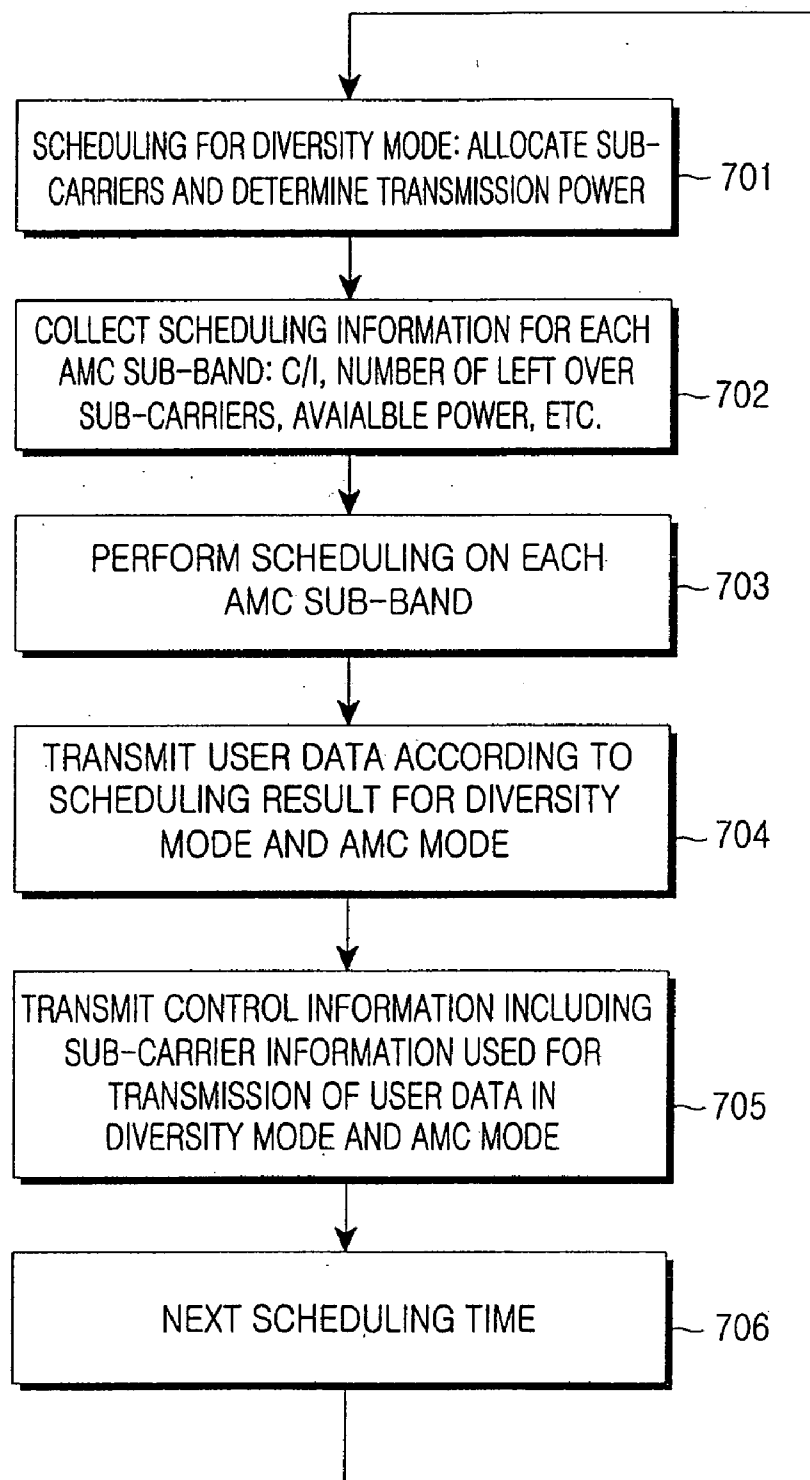 SCHEDULING FOR DIVERSITY MODE: ALLOCATE SUB-
CARRIERS AND DETERMINE TRANSMISSION POWER
701
COLLECT SCHEDULING INFORMATION FOR EACH
AMC SUB-BAND: C/I, NUMBER OF LEFT OVER
SUB-CARRIERS, AVAIALBLE POWER, ETC.
702
PERFORM SCHEDULING ON EACH
AMC SUB-BAND
703
TRANSMIT USER DATA ACCORDING TO
SCHEDULING RESULT FOR DIVERSITY
MODE AND AMC MODE
704
TRANSMIT CONTROL INFORMATION INCLUDING
SUB-CARRIER INFORMATION USED FOR
TRANSMISSION OF USER DATA IN
DIVERSITY MODE AND AMC MODE
705
NEXT SCHEDULING TIME
706